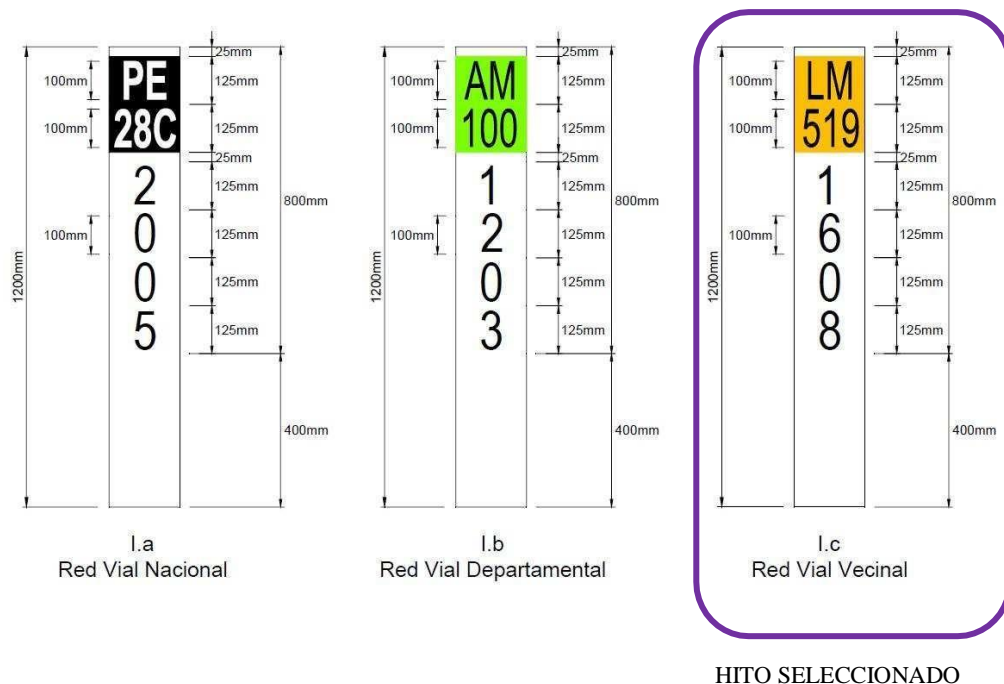 PE
28C
2
0
0
5
100mm
100mm
100mm
1200mm
25mm
125mm
125mm
25mm
125mm
125mm
125mm
125mm
800mm
400mm
I.a
Red Vial Nacional
AM
100
1
2
0
3
100mm
100mm
100mm
1200mm
25mm
125mm
125mm
25mm
125mm
125mm
125mm
125mm
800mm
400mm
I.b
Red Vial Departamental
LM
519
1
6
0
8
100mm
100mm
100mm
1200mm
25mm
125mm
125mm
25mm
125mm
125mm
125mm
125mm
800mm
400mm
I.c
Red Vial Vecinal
HITO SELECCIONADO